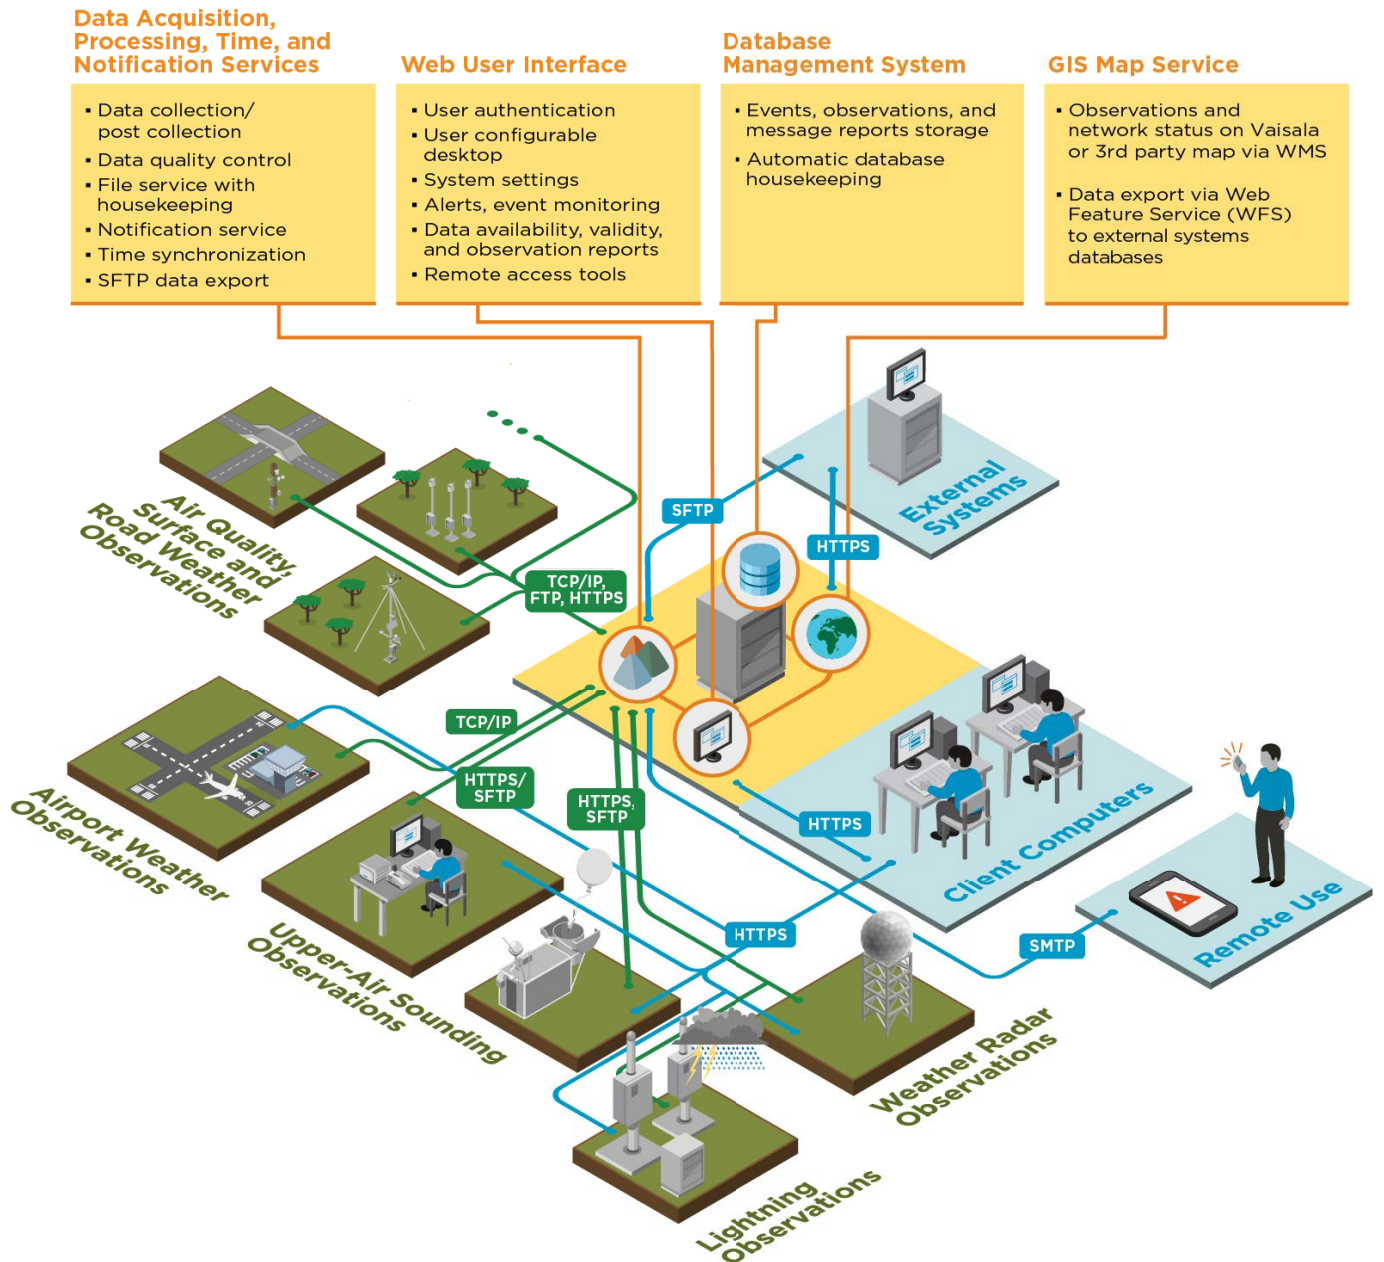 Data Acquisition,
Processing, Time, and
Notification Services
▪ Data collection/
post collection
▪ Data quality control
▪ File service with
housekeeping
▪ Notification service
▪ Time synchronization
▪ SFTP data export
Web User Interface
▪ User authentication
▪ User configurable
desktop
▪ System settings
▪ Alerts, event monitoring
▪ Data availability, validity,
and observation reports
▪ Remote access tools
Database
Management System
▪ Events, observations, and
message reports storage
▪ Automatic database
housekeeping
GIS Map Service
▪ Observations and
network status on Vaisala
or 3rd party map via WMS
▪ Data export via Web
Feature Service (WFS)
to external systems
databases
External
Systems
SFTP
HTTPS
Air Quality,
Surface and
Road Weather
Observations
TCP/IP,
FTP, HTTPS
TCP/IP
HTTPS/
SFTP
HTTPS,
SFTP
HTTPS
Client Computers
Airport Weather
Observations
Upper-Air Sounding
Observations
HTTPS
SMTP
Remote Use
Weather Radar
Observations
Lightning
Observations